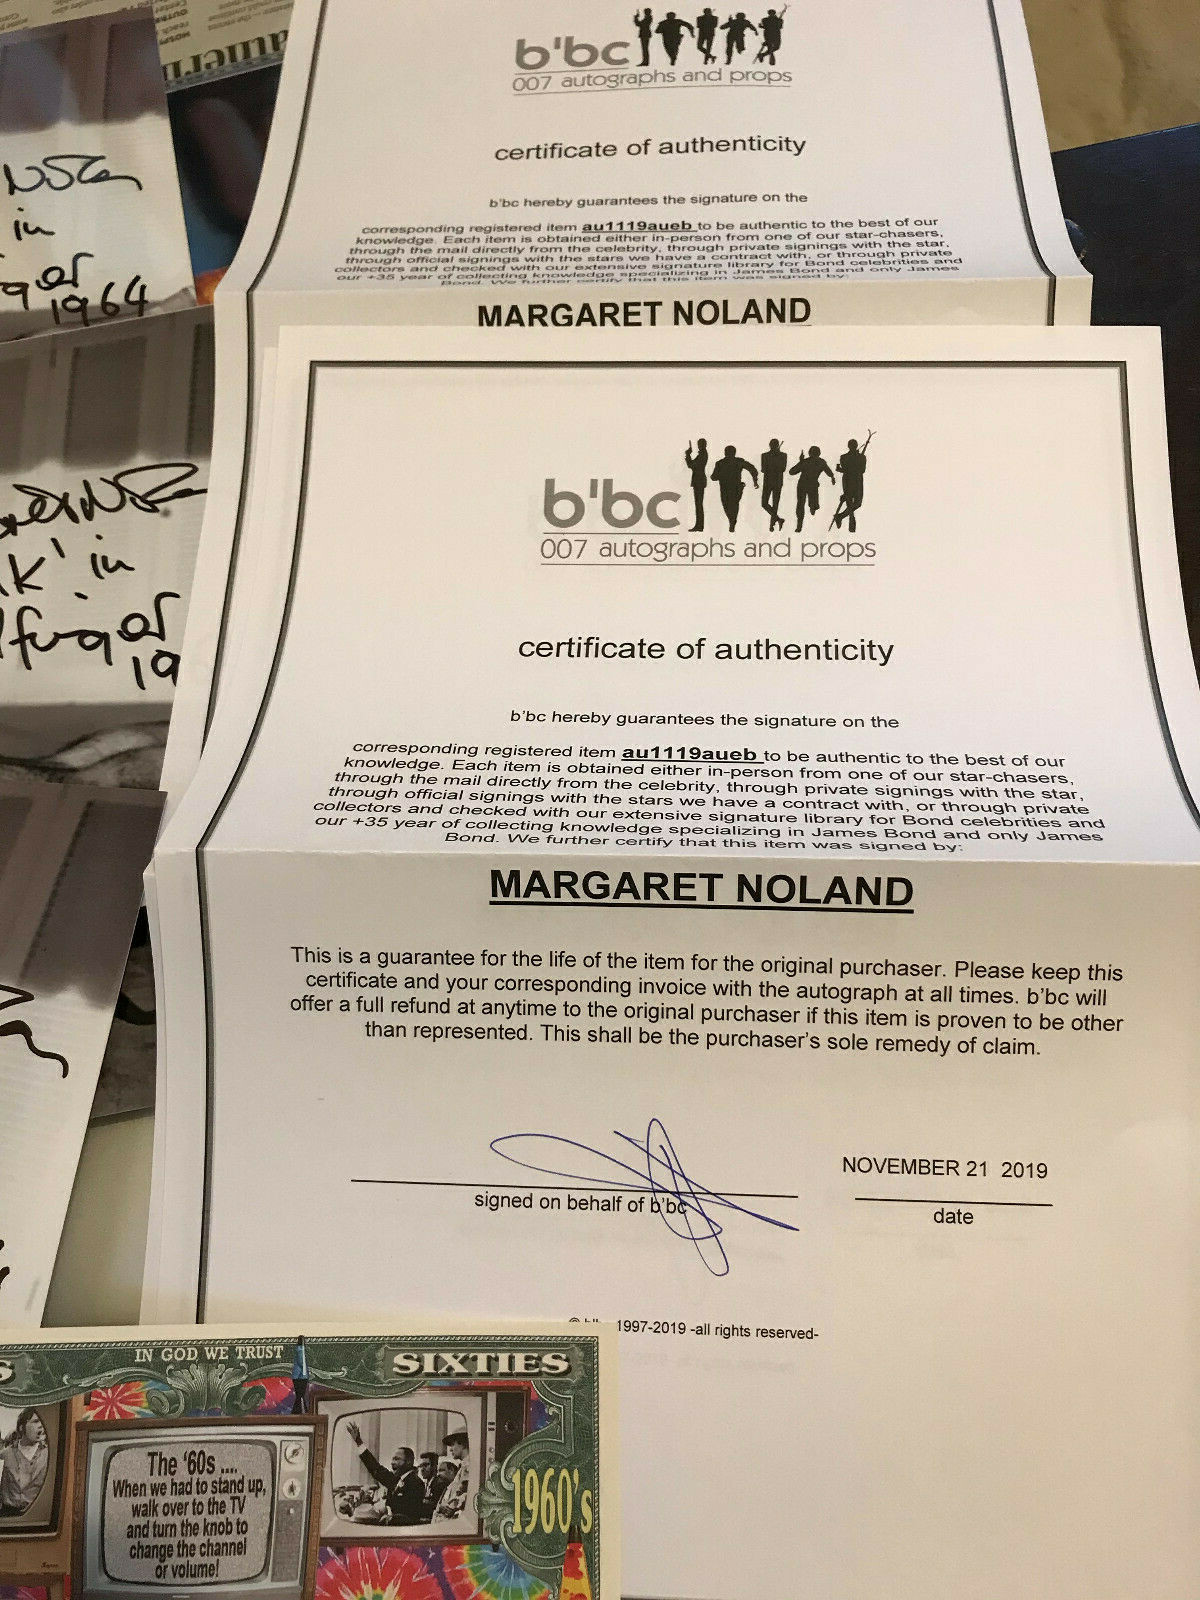 b'bc
007 autographs and props
certificate of authenticity
b'bc hereby guarantees the signature on the
corresponding registered item au1119aueb to be authentic to the best of our
knowledge. Each item is obtained either in-person from one of our star-chasers,
through the mail directly from the celebrity, through private signings with the star,
through official signings with the stars we have a contract with, or through private
collectors and checked with our extensive signature library for Bond celebrities and
our +35 year of collecting knowledge specializing in James Bond and only James
Bond. We further certify that this item was signed by:
MARGARET NOLAND
in
1964
b'bc
007 autographs and props
certificate of authenticity
b'bc hereby guarantees the signature on the
corresponding registered item au1119aueb to be authentic to the best of our
knowledge. Each item is obtained either in-person from one of our star-chasers,
through the mail directly from the celebrity, through private signings with the star,
through official signings with the stars we have a contract with, or through private
collectors and checked with our extensive signature library for Bond celebrities and
our +35 year of collecting knowledge specializing in James Bond and only James
Bond. We further certify that this item was signed by:
MARGARET NOLAND
This is a guarantee for the life of the item for the original purchaser. Please keep this
certificate and your corresponding invoice with the autograph at all times. b'bc will
offer a full refund at anytime to the original purchaser if this item is proven to be other
than represented. This shall be the purchaser's sole remedy of claim.
NOVEMBER 21 2019
signed on behalf of b'bc
date
1997-2019 -all rights reserved-
in
19
IN GOD WE TRUST
SIXTIES
The '60s ....
When we had to stand up,
walk over to the TV
and turn the knob to
change the channel
or volume!
1960's